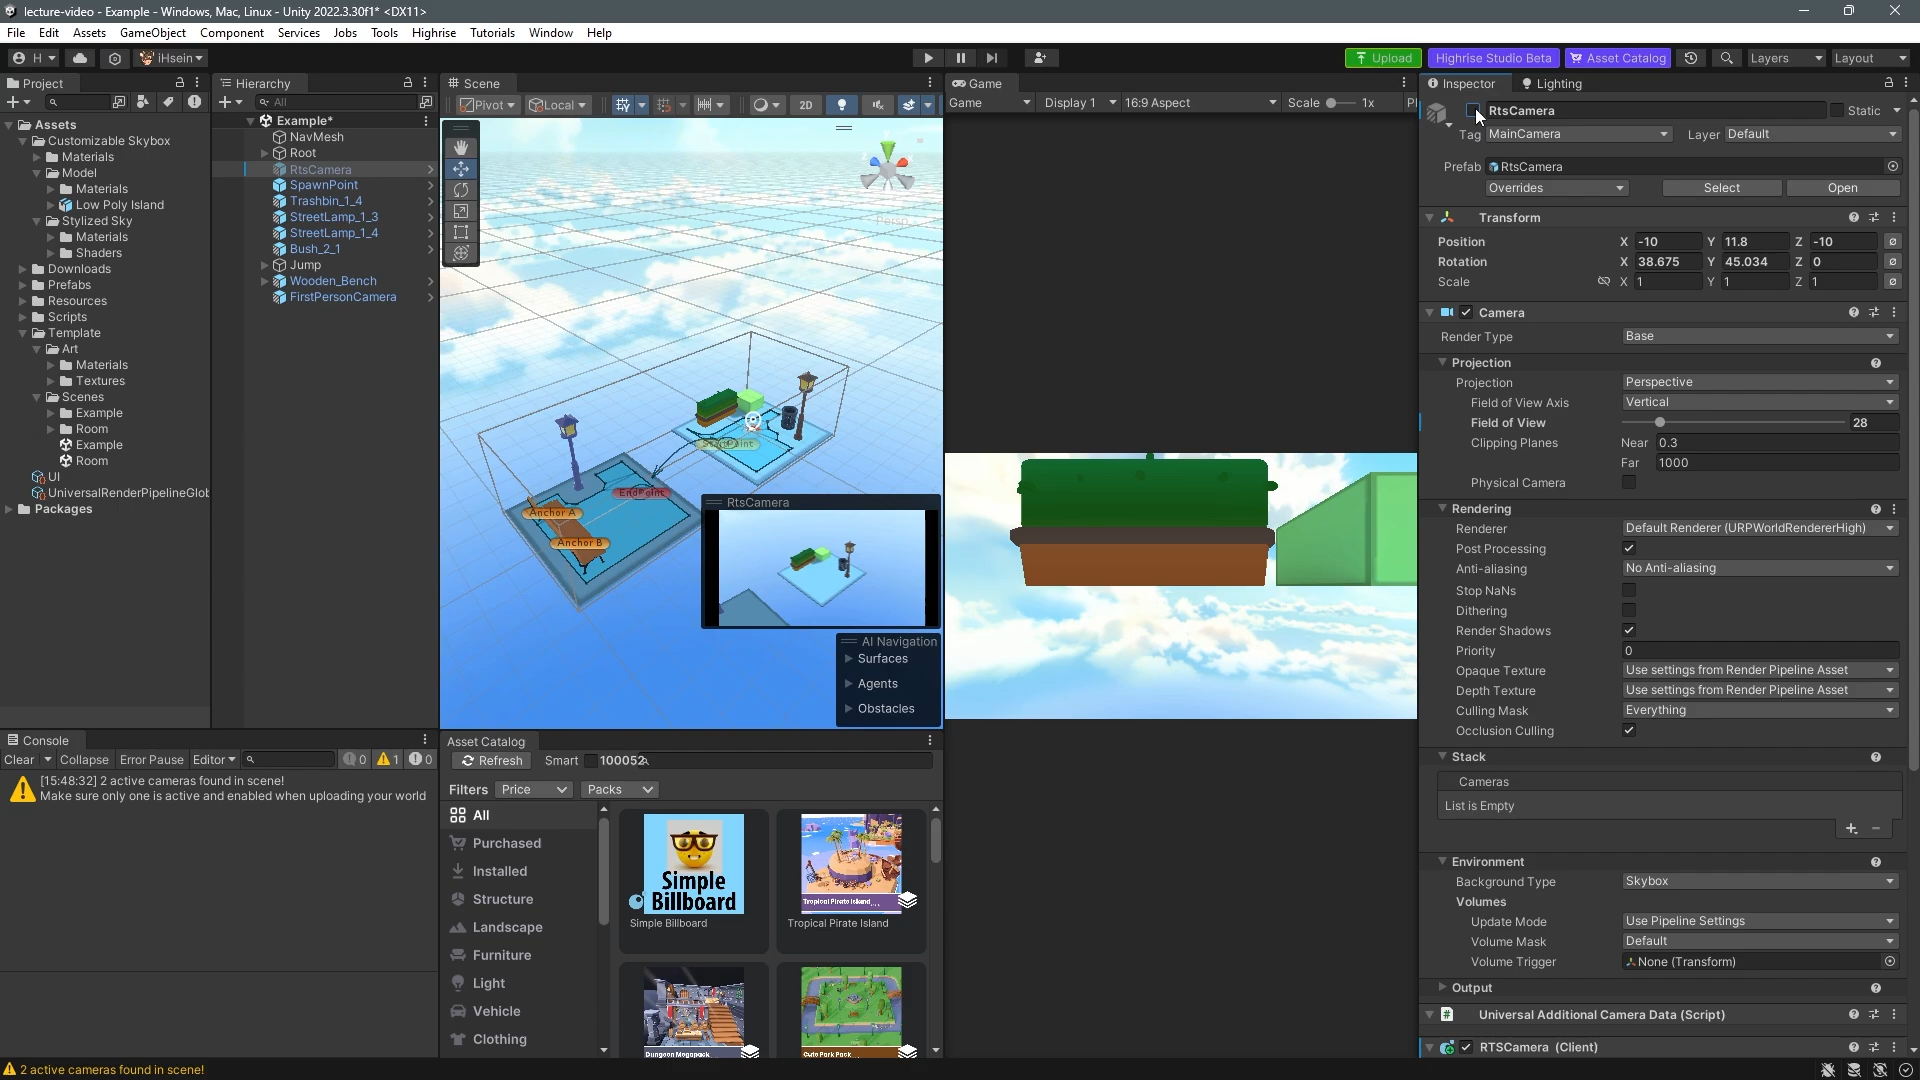 lecture-video - Example - Windows, Mac, Linux - Unity 2022.3.30f1* <DX11>
File Edit Assets GameObject Component Services Jobs Tools Highrise Tutorials Window Help
H iHsein Upload Highrise Studio Beta Asset Catalog Layers Layout
Project
Assets
Customizable Skybox
Materials
Model
Materials
Low Poly Island
Stylized Sky
Materials
Shaders
Downloads
Prefabs
Resources
Scripts
Template
Art
Materials
Textures
Scenes
Example
Room
Example
Room
UI
UniversalRenderPipelineGlob
Packages
Hierarchy
All
Example*
NavMesh
Root
RtsCamera
SpawnPoint
Trashbin_1_4
StreetLamp_1_3
StreetLamp_1_4
Bush_2_1
Jump
Wooden_Bench
FirstPersonCamera
Scene
Pivot Local 2D
Persp
StartPoint
EndPoint
Anchor A
Anchor B
RtsCamera
AI Navigation
Surfaces
Agents
Obstacles
Game
Game Display 1 16:9 Aspect Scale 1x Pl
Console
Clear Collapse Error Pause Editor 0 1 0
[15:48:32] 2 active cameras found in scene!
Make sure only one is active and enabled when uploading your world
Asset Catalog
Refresh Smart 100052
Filters Price Packs
All
Purchased
Installed
Structure
Landscape
Furniture
Light
Vehicle
Clothing
Simple
Billboard
Simple Billboard
Tropical Pirate Island...
Tropical Pirate Island
Dungeon Megapack
Cute Park Pack
Inspector Lighting
RtsCamera Static
Tag MainCamera Layer Default
Prefab RtsCamera
Overrides Select Open
Transform
Position X -10 Y 11.8 Z -10
Rotation X 38.675 Y 45.034 Z 0
Scale X 1 Y 1 Z 1
Camera
Render Type Base
Projection
Projection Perspective
Field of View Axis Vertical
Field of View 28
Clipping Planes Near 0.3
Far 1000
Physical Camera
Rendering
Renderer Default Renderer (URPWorldRendererHigh)
Post Processing
Anti-aliasing No Anti-aliasing
Stop NaNs
Dithering
Render Shadows
Priority 0
Opaque Texture Use settings from Render Pipeline Asset
Depth Texture Use settings from Render Pipeline Asset
Culling Mask Everything
Occlusion Culling
Stack
Cameras
List is Empty
Environment
Background Type Skybox
Volumes
Update Mode Use Pipeline Settings
Volume Mask Default
Volume Trigger None (Transform)
Output
Universal Additional Camera Data (Script)
RTSCamera (Client)
2 active cameras found in scene!